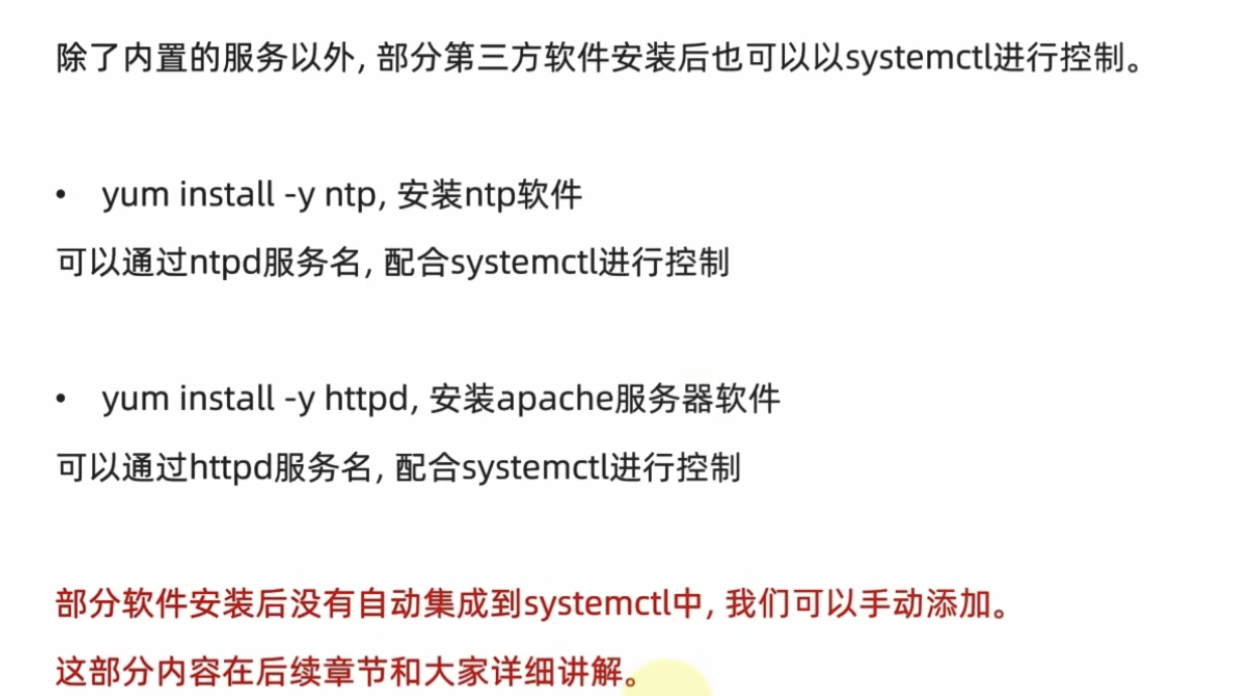 除了内置的服务以外, 部分第三方软件安装后也可以以systemctl进行控制。
• yum install -y ntp, 安装ntp软件
可以通过ntpd服务名, 配合systemctl进行控制
• yum install -y httpd, 安装apache服务器软件
可以通过httpd服务名, 配合systemctl进行控制
部分软件安装后没有自动集成到systemctl中, 我们可以手动添加。
这部分内容在后续章节和大家详细讲解。